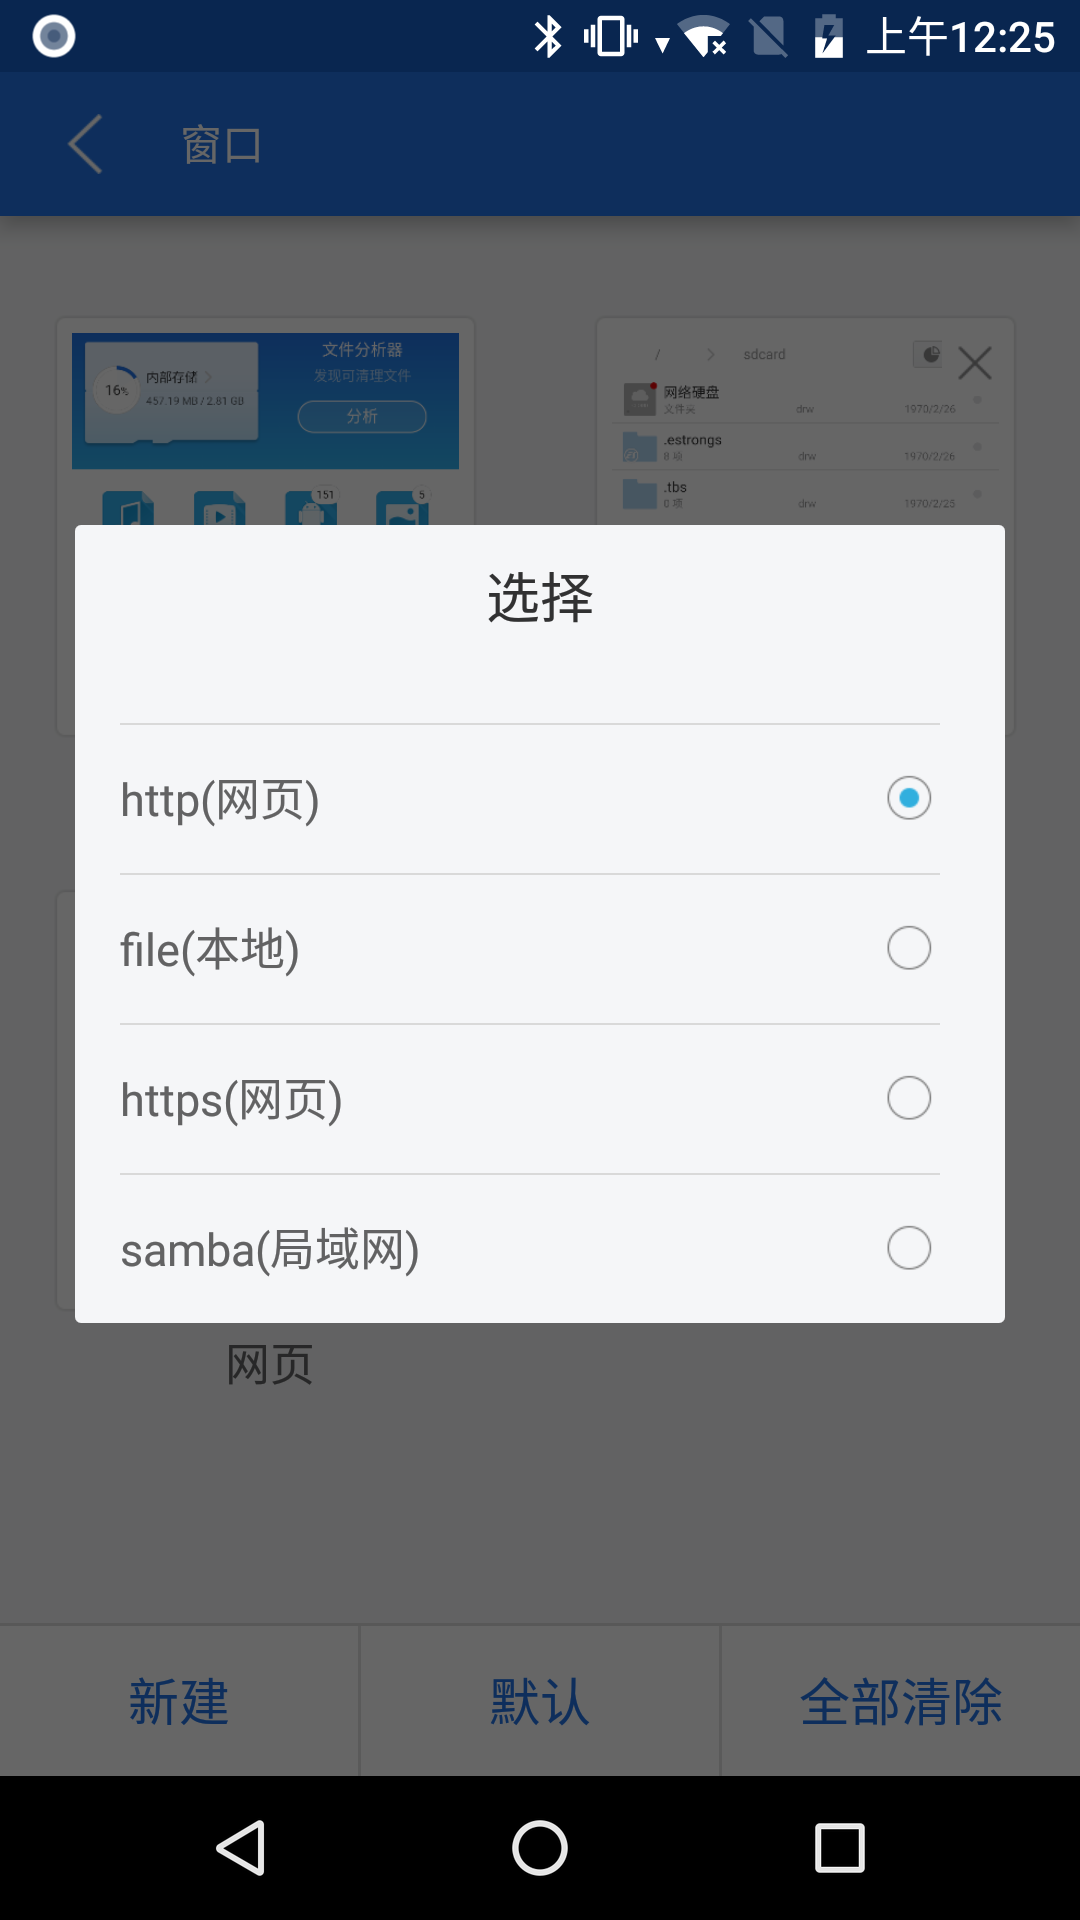 上午12:25
窗口
文件分析器
发现可清理文件
分析
内部存储
16%
457.19 MB / 2.81 GB
151
5
/
sdcard
网络硬盘
文件夹
drw
1970/2/26
.estrongs
8 项
drw
1970/2/26
.tbs
0 项
drw
1970/2/25
选择
http(网页)
file(本地)
https(网页)
samba(局域网)
网页
新建
默认
全部清除